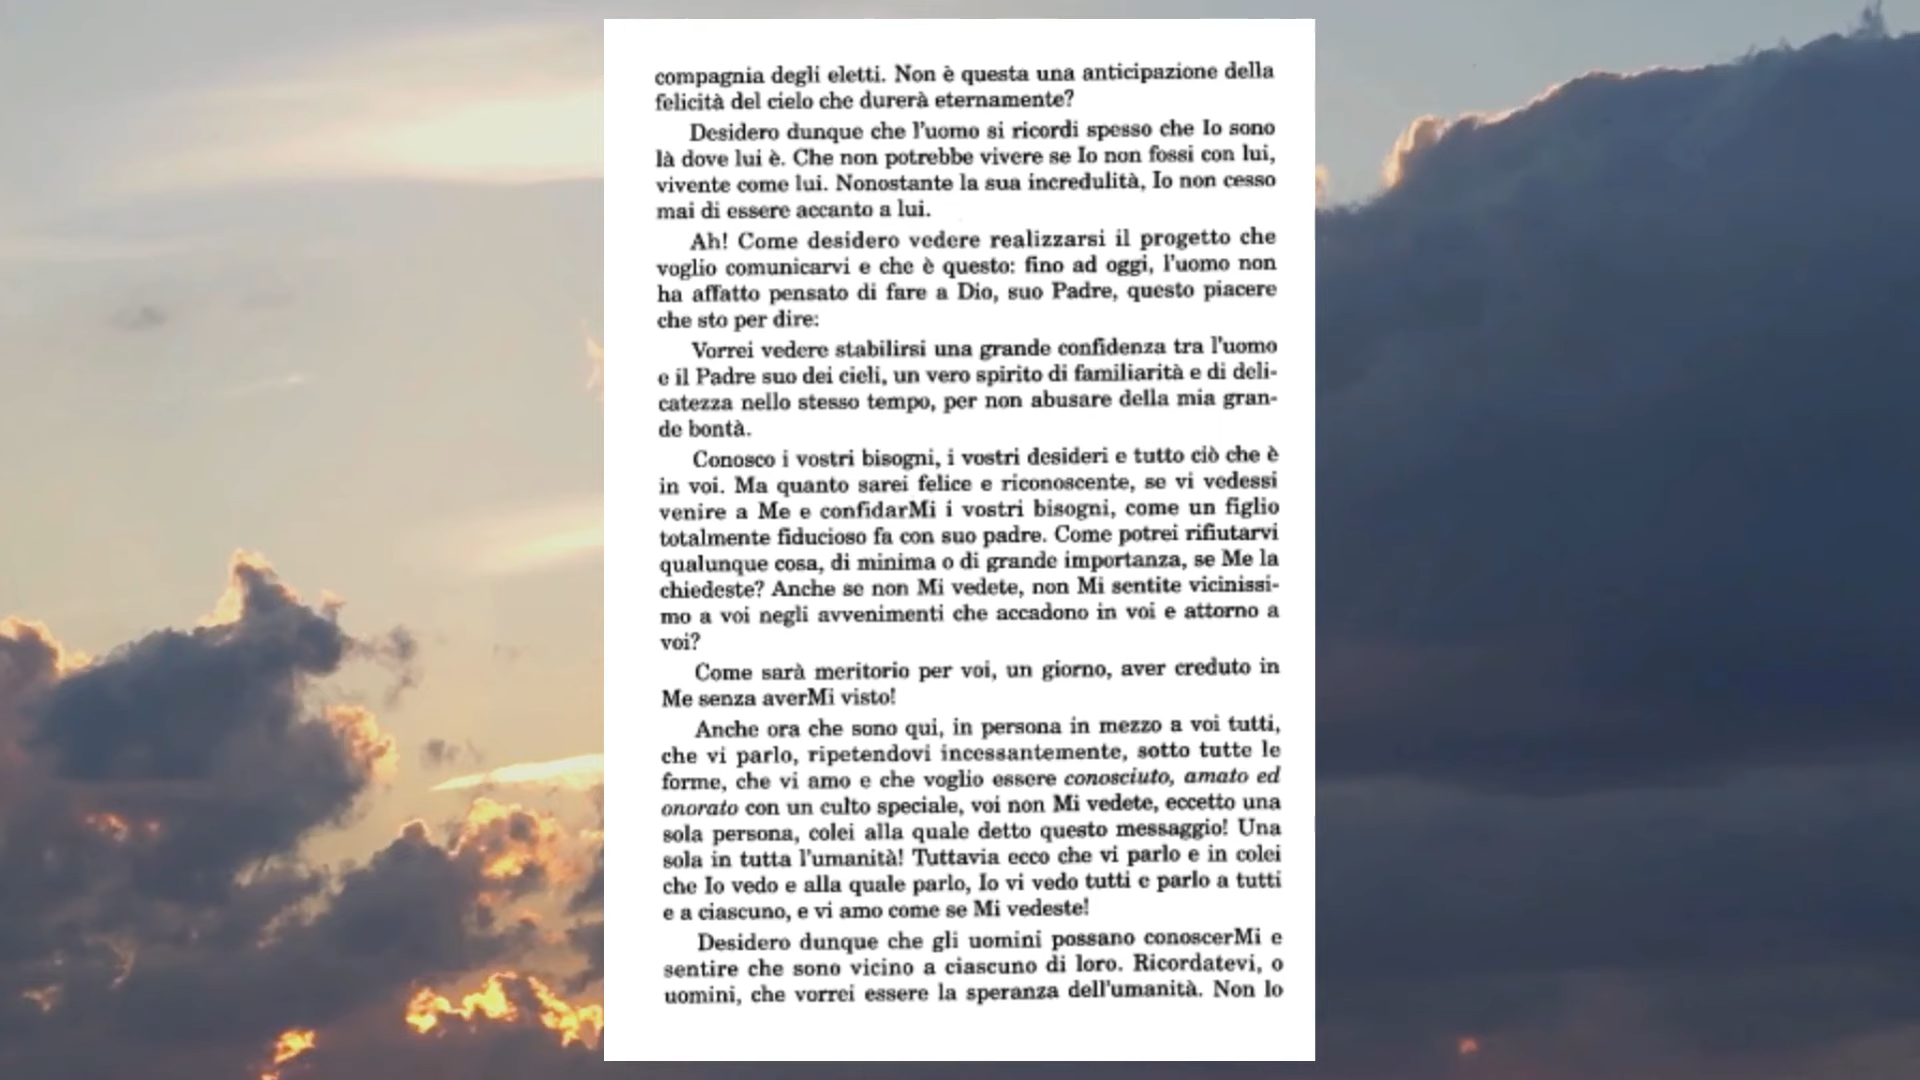 compagnia degli eletti. Non è questa una anticipazione della
felicità del cielo che durerà eternamente?
Desidero dunque che l'uomo si ricordi spesso che Io sono
là dove lui è. Che non potrebbe vivere se Io non fossi con lui,
vivente come lui. Nonostante la sua incredulità, Io non cesso
mai di essere accanto a lui.
Ah! Come desidero vedere realizzarsi il progetto che
voglio comunicarvi e che è questo: fino ad oggi, l'uomo non
ha affatto pensato di fare a Dio, suo Padre, questo piacere
che sto per dire:
Vorrei vedere stabilirsi una grande confidenza tra l'uomo
e il Padre suo dei cieli, un vero spirito di familiarità e di deli-
catezza nello stesso tempo, per non abusare della mia gran-
de bontà.
Conosco i vostri bisogni, i vostri desideri e tutto ciò che è
in voi. Ma quanto sarei felice e riconoscente, se vi vedessi
venire a Me e confidarMi i vostri bisogni, come un figlio
totalmente fiducioso fa con suo padre. Come potrei rifiutarvi
qualunque cosa, di minima o di grande importanza, se Me la
chiedeste? Anche se non Mi vedete, non Mi sentite vicinissi-
mo a voi negli avvenimenti che accadono in voi e attorno a
voi?
Come sarà meritorio per voi, un giorno, aver creduto in
Me senza averMi visto!
Anche ora che sono qui, in persona in mezzo a voi tutti,
che vi parlo, ripetendovi incessantemente, sotto tutte le
forme, che vi amo e che voglio essere conosciuto, amato ed
onorato con un culto speciale, voi non Mi vedete, eccetto una
sola persona, colei alla quale detto questo messaggio! Una
sola in tutta l'umanità! Tuttavia ecco che vi parlo e in colei
che Io vedo e alla quale parlo, Io vi vedo tutti e parlo a tutti
e a ciascuno, e vi amo come se Mi vedeste!
Desidero dunque che gli uomini possano conoscerMi e
sentire che sono vicino a ciascuno di loro. Ricordatevi, o
uomini, che vorrei essere la speranza dell'umanità. Non lo